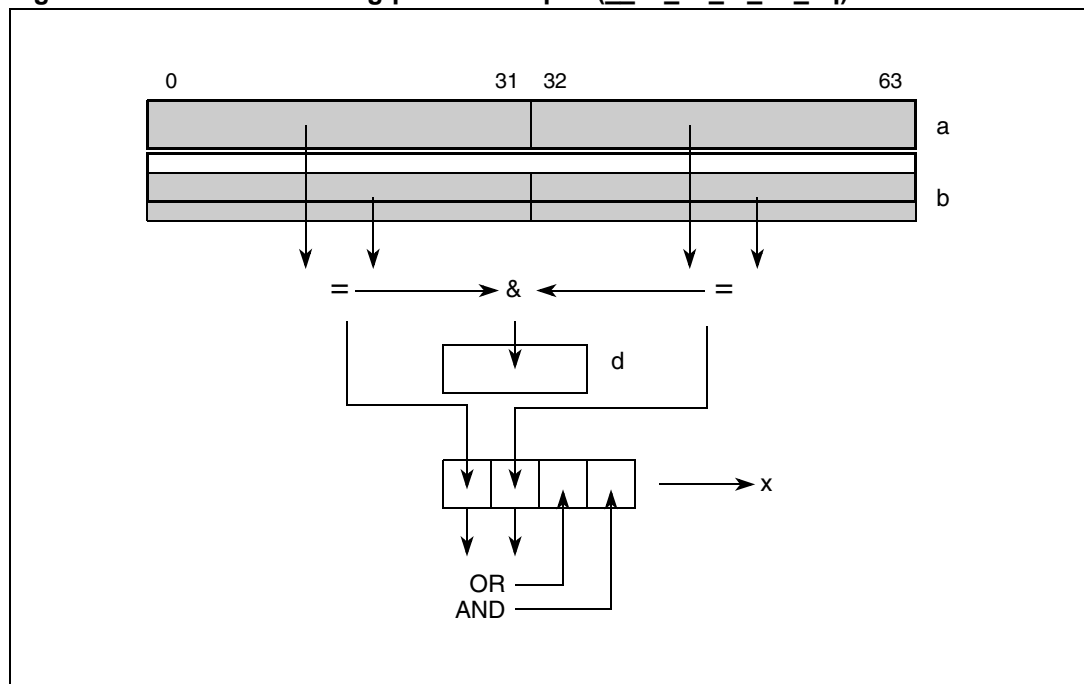 0 31 32 63
a
b
= & =
d
x
OR
AND